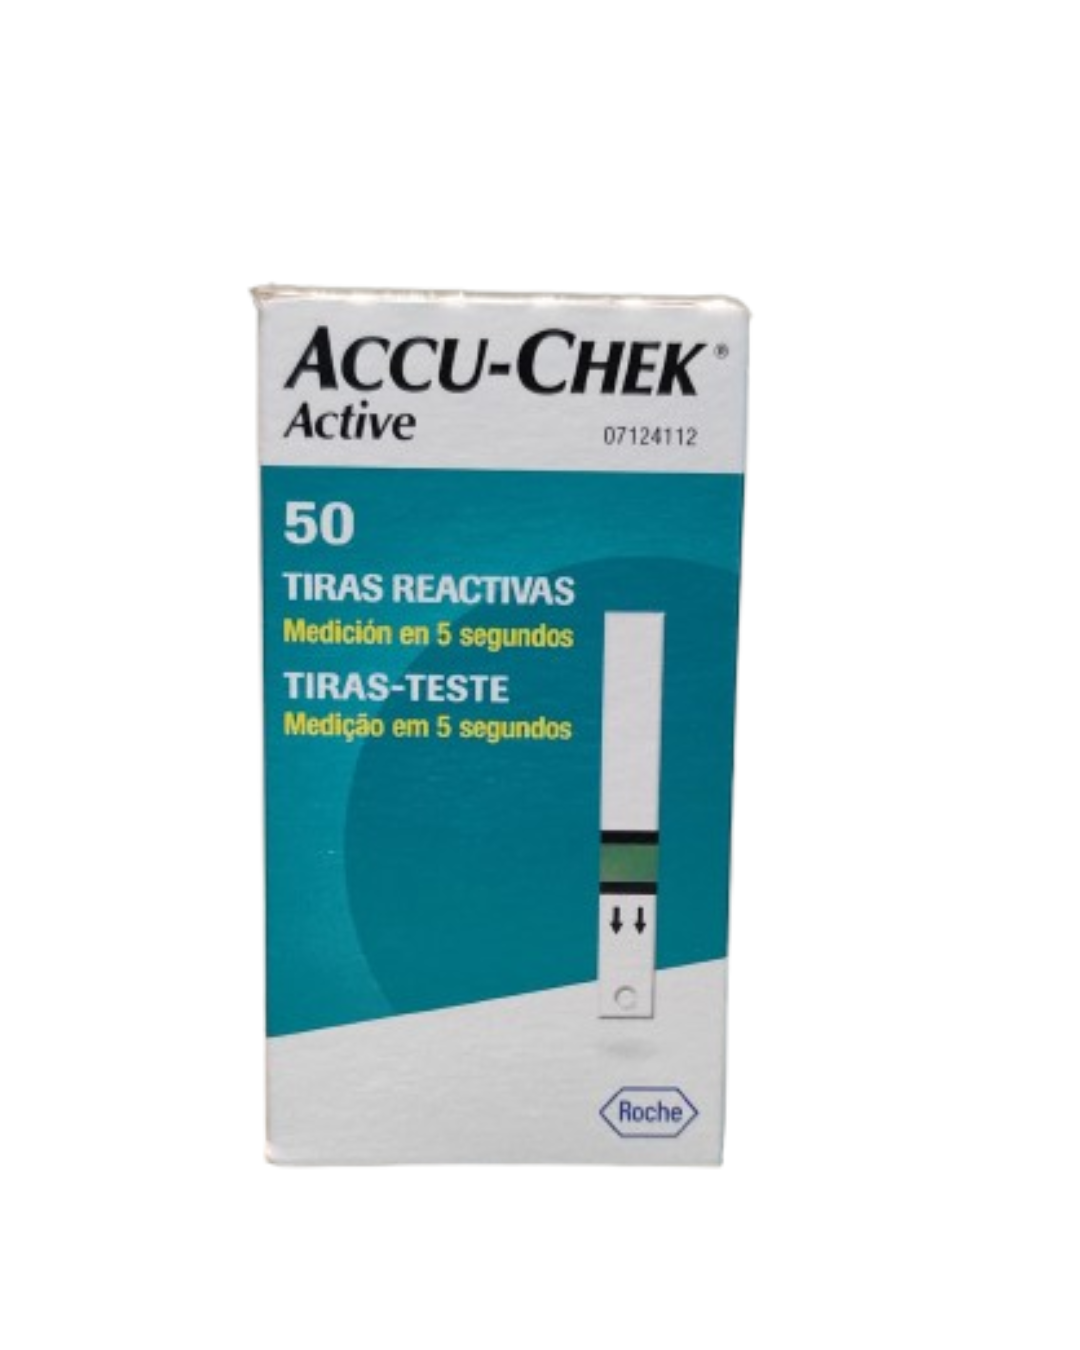 ACCU-CHEK®
Active
07124112
50
TIRAS REACTIVAS
Medición en 5 segundos
TIRAS-TESTE
Medição em 5 segundos
Roche